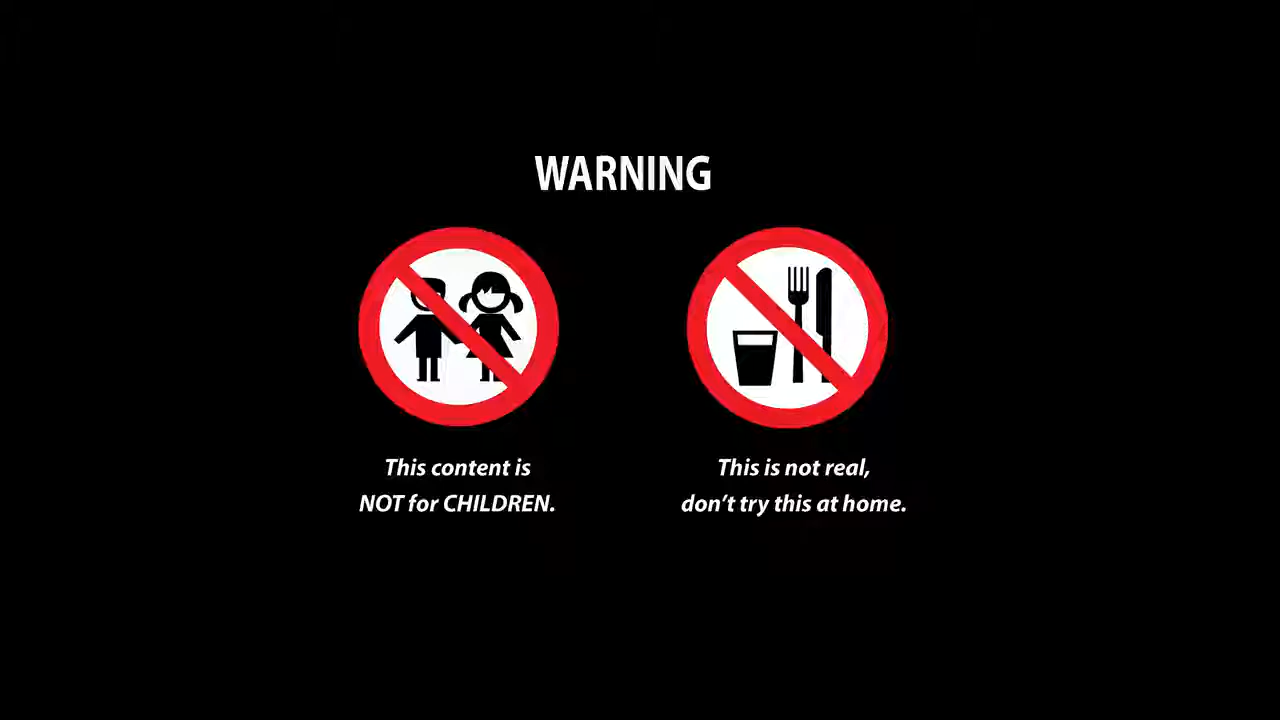 WARNING
This content is
NOT for CHILDREN.
This is not real,
don't try this at home.